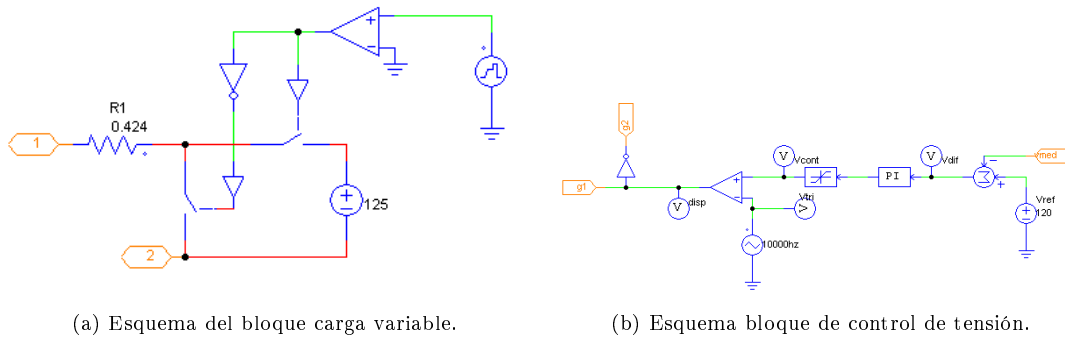 R1
0.424
1
125
2
g2
g1
V
disp
V
Vcont
Vtri
V
10000hz
PI
V
Vdif
Vmed
Vref
120
(a) Esquema del bloque carga variable.
(b) Esquema bloque de control de tensión.